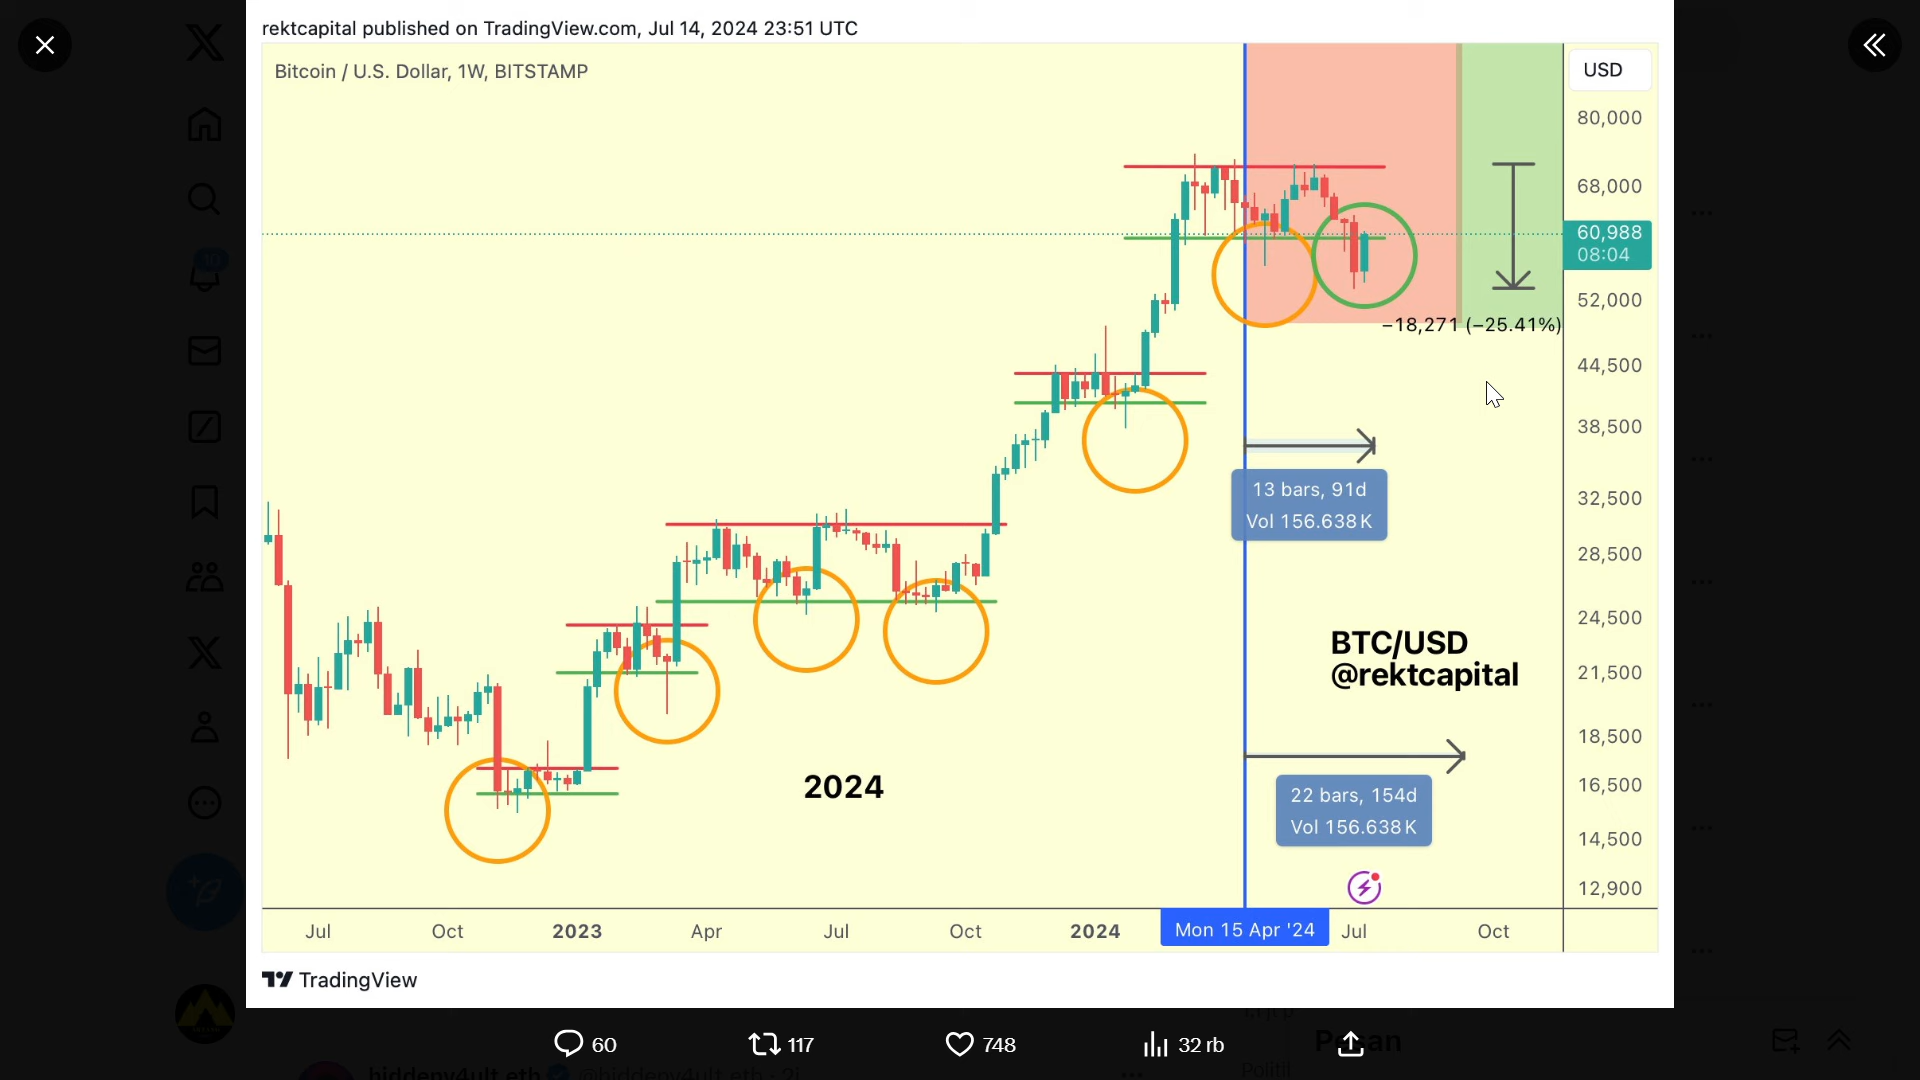 rektcapital published on TradingView.com, Jul 14, 2024 23:51 UTC
Bitcoin / U.S. Dollar, 1W, BITSTAMP
USD
80,000
68,000
60,988
08:04
52,000
−18,271 (−25.41%)
44,500
38,500
13 bars, 91d
Vol 156.638K
32,500
28,500
24,500
BTC/USD
@rektcapital
21,500
18,500
2024
22 bars, 154d
Vol 156.638K
16,500
14,500
12,900
Jul
Oct
2023
Apr
Jul
Oct
2024
Mon 15 Apr '24
Jul
Oct
TradingView
60
117
748
32 rb